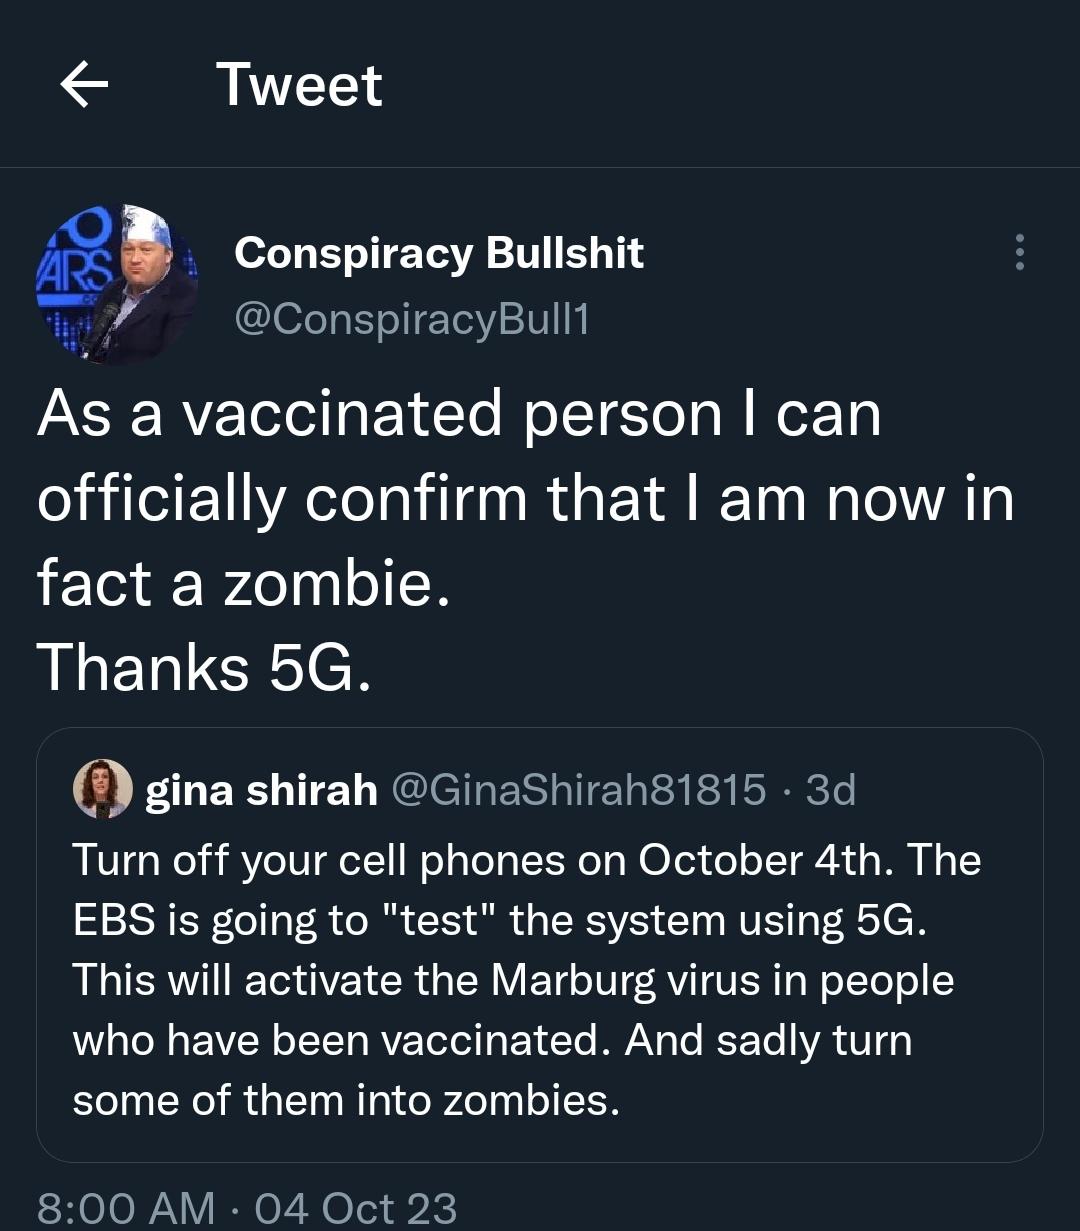 Tweet
Conspiracy Bullshit
@ConspiracyBull1
As a vaccinated person I can
officially confirm that I am now in
fact a zombie.
Thanks 5G.
gina shirah @GinaShirah81815 · 3d
Turn off your cell phones on October 4th. The
EBS is going to "test" the system using 5G.
This will activate the Marburg virus in people
who have been vaccinated. And sadly turn
some of them into zombies.
8:00 AM · 04 Oct 23